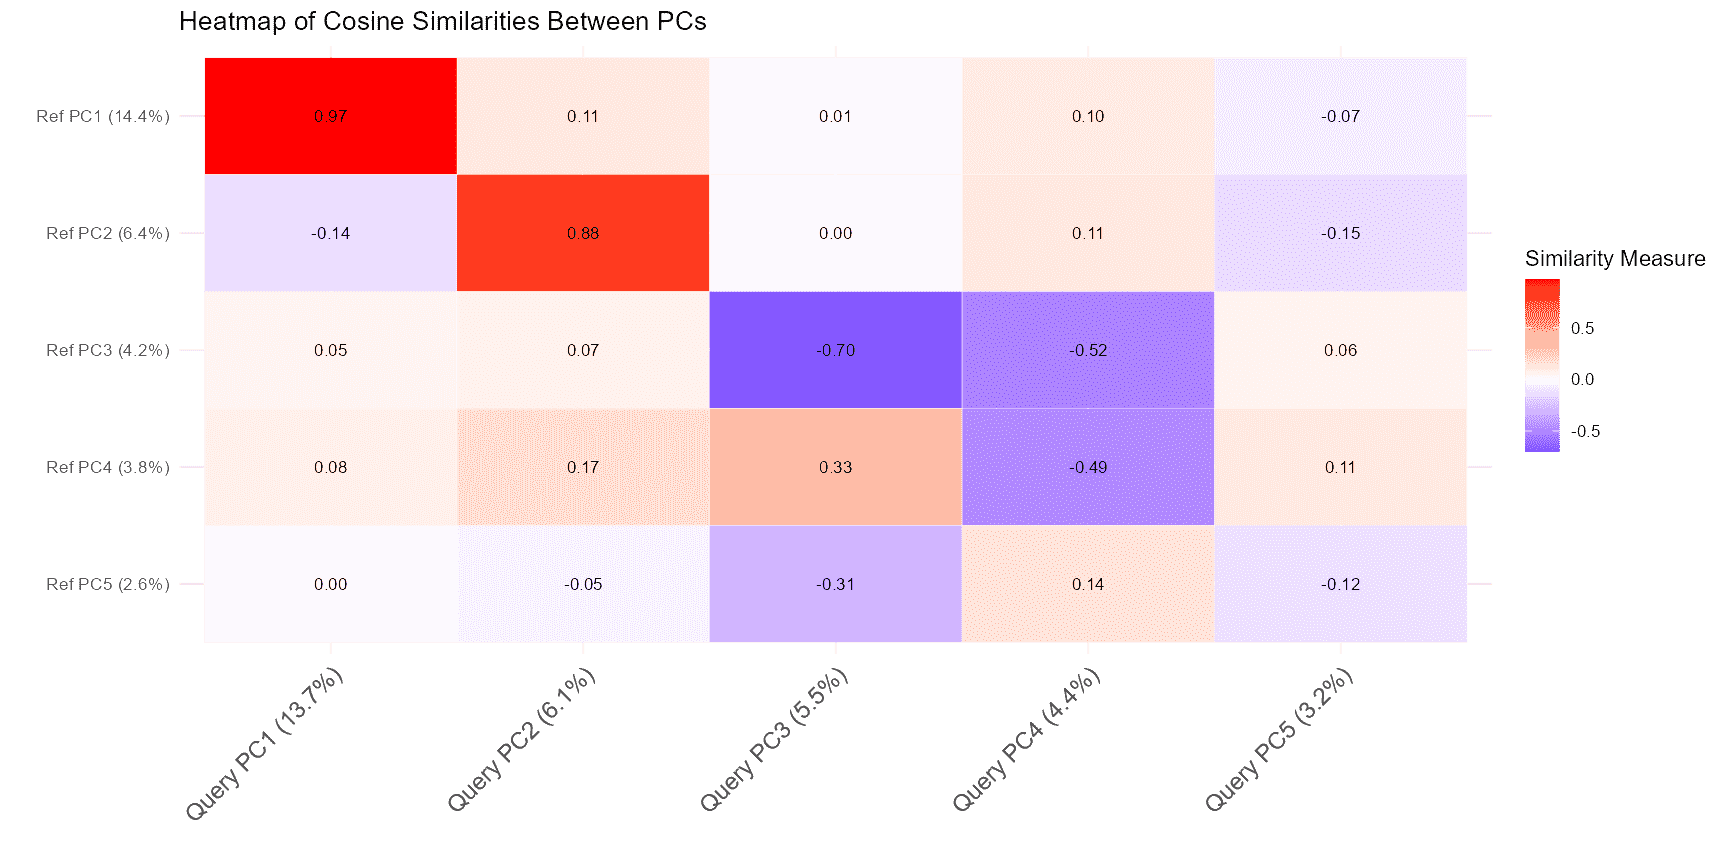 Heatmap of Cosine Similarities Between PCs
Ref PC1 (14.4%) 0.97 0.11 0.01 0.10 -0.07
Ref PC2 (6.4%) -0.14 0.88 0.00 0.11 -0.15
Ref PC3 (4.2%) 0.05 0.07 -0.70 -0.52 0.06
Ref PC4 (3.8%) 0.08 0.17 0.33 -0.49 0.11
Ref PC5 (2.6%) 0.00 -0.05 -0.31 0.14 -0.12
Query PC1 (13.7%)
Query PC2 (6.1%)
Query PC3 (5.5%)
Query PC4 (4.4%)
Query PC5 (3.2%)
Similarity Measure
0.5
0.0
-0.5